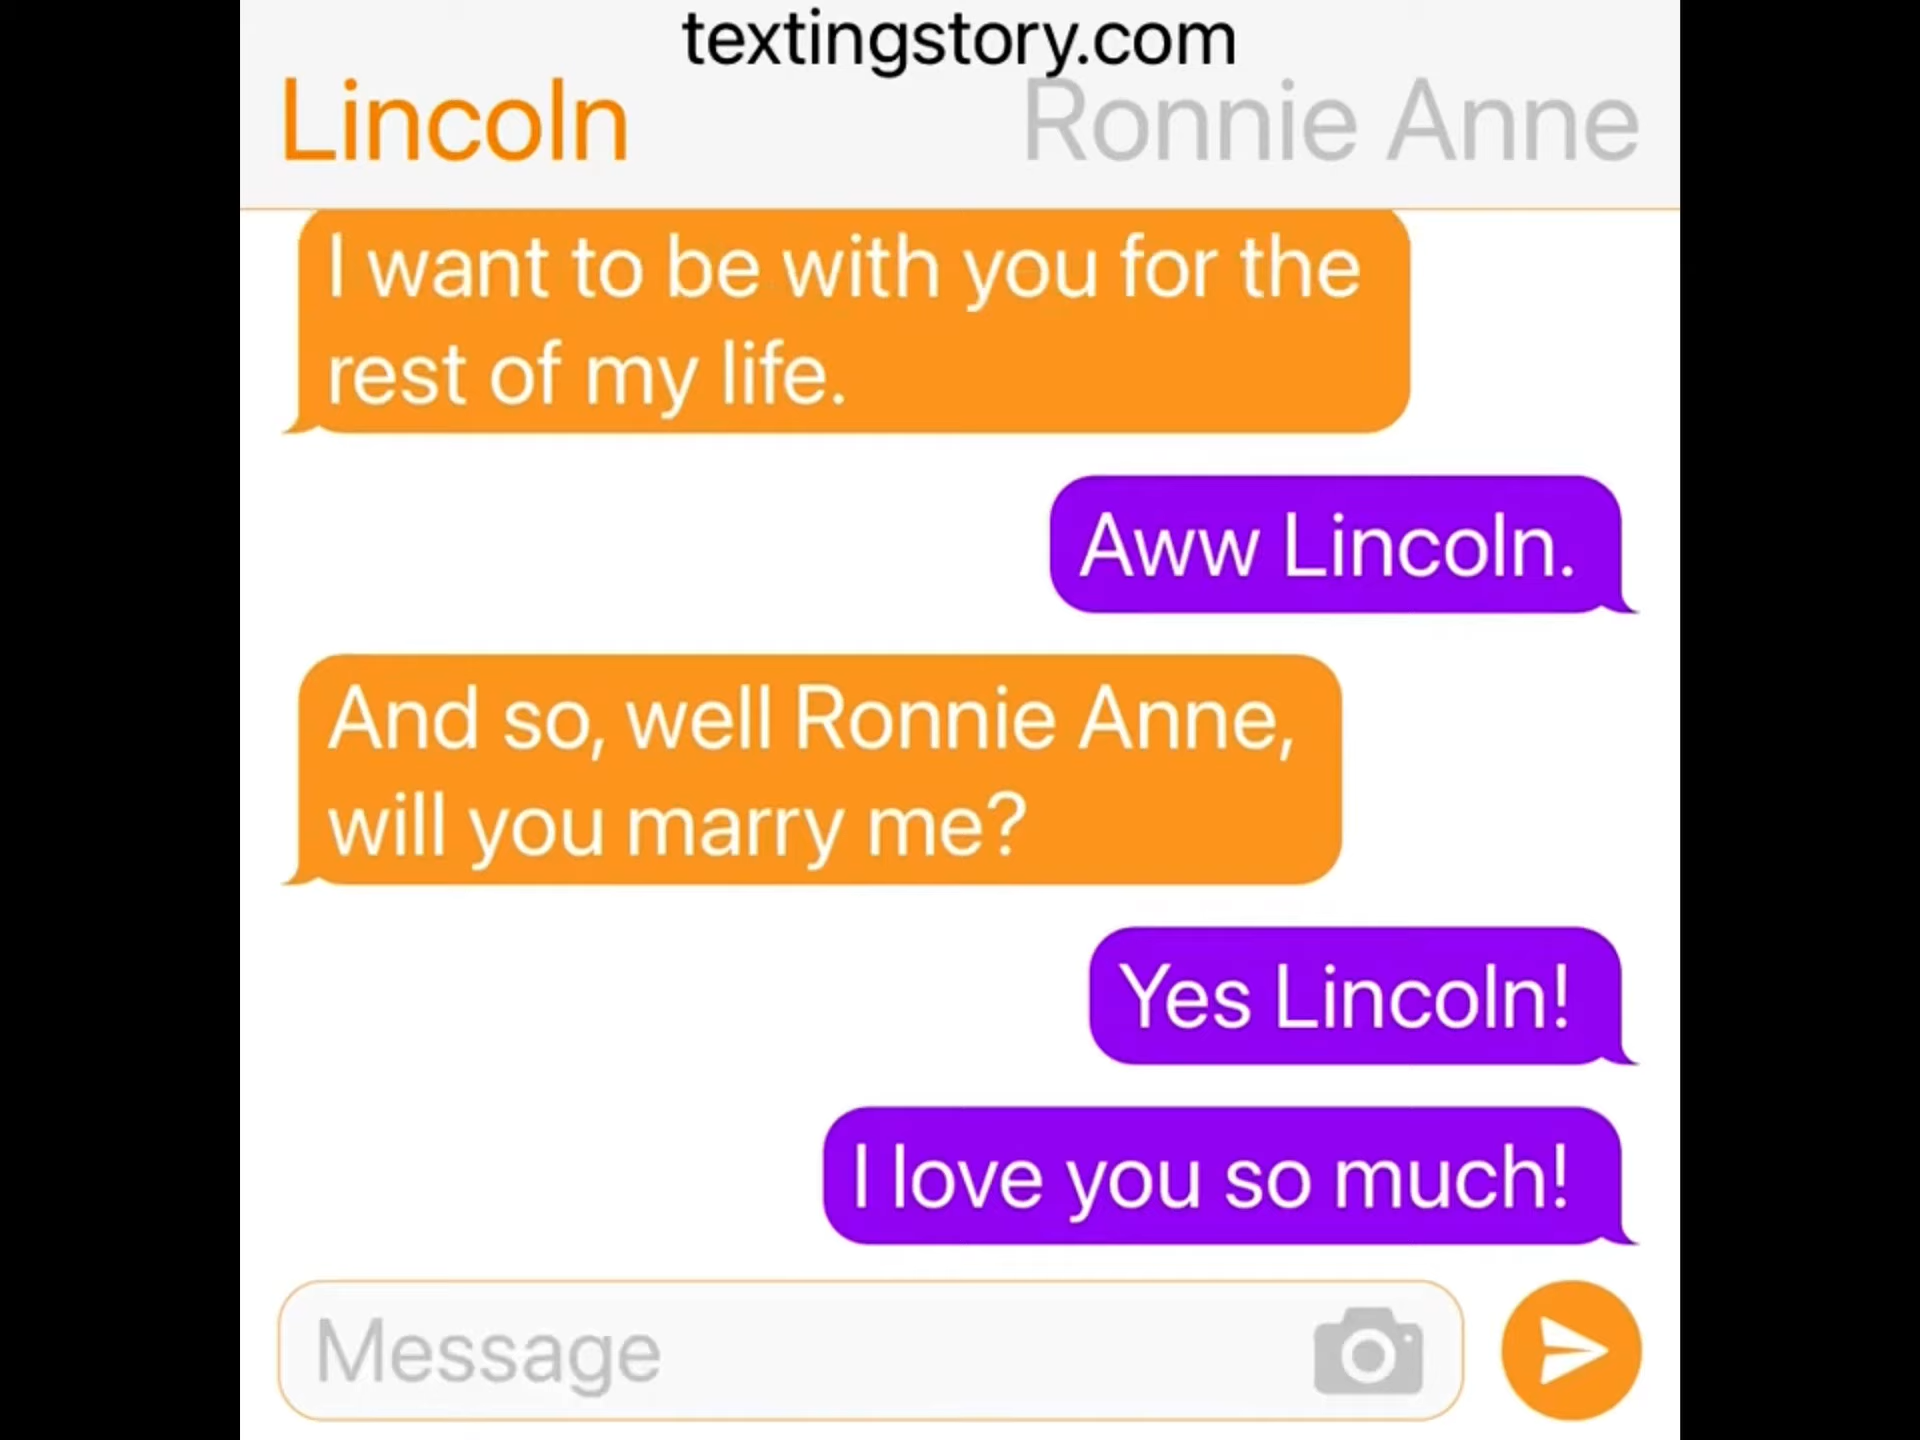 textingstory.com
Lincoln
Ronnie Anne
I want to be with you for the
rest of my life.
Aww Lincoln.
And so, well Ronnie Anne,
will you marry me?
Yes Lincoln!
I love you so much!
Message